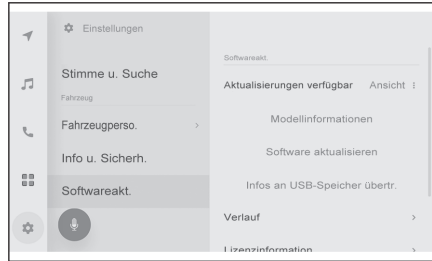 Einstellungen
Stimme u. Suche
Fahrzeug
Fahrzeugperso.
Info u. Sicherh.
Softwareakt.
Softwareakt.
Aktualisierungen verfügbar Ansicht
Modellinformationen
Software aktualisieren
Infos an USB-Speicher übertr.
Verlauf
Lizenzinformation